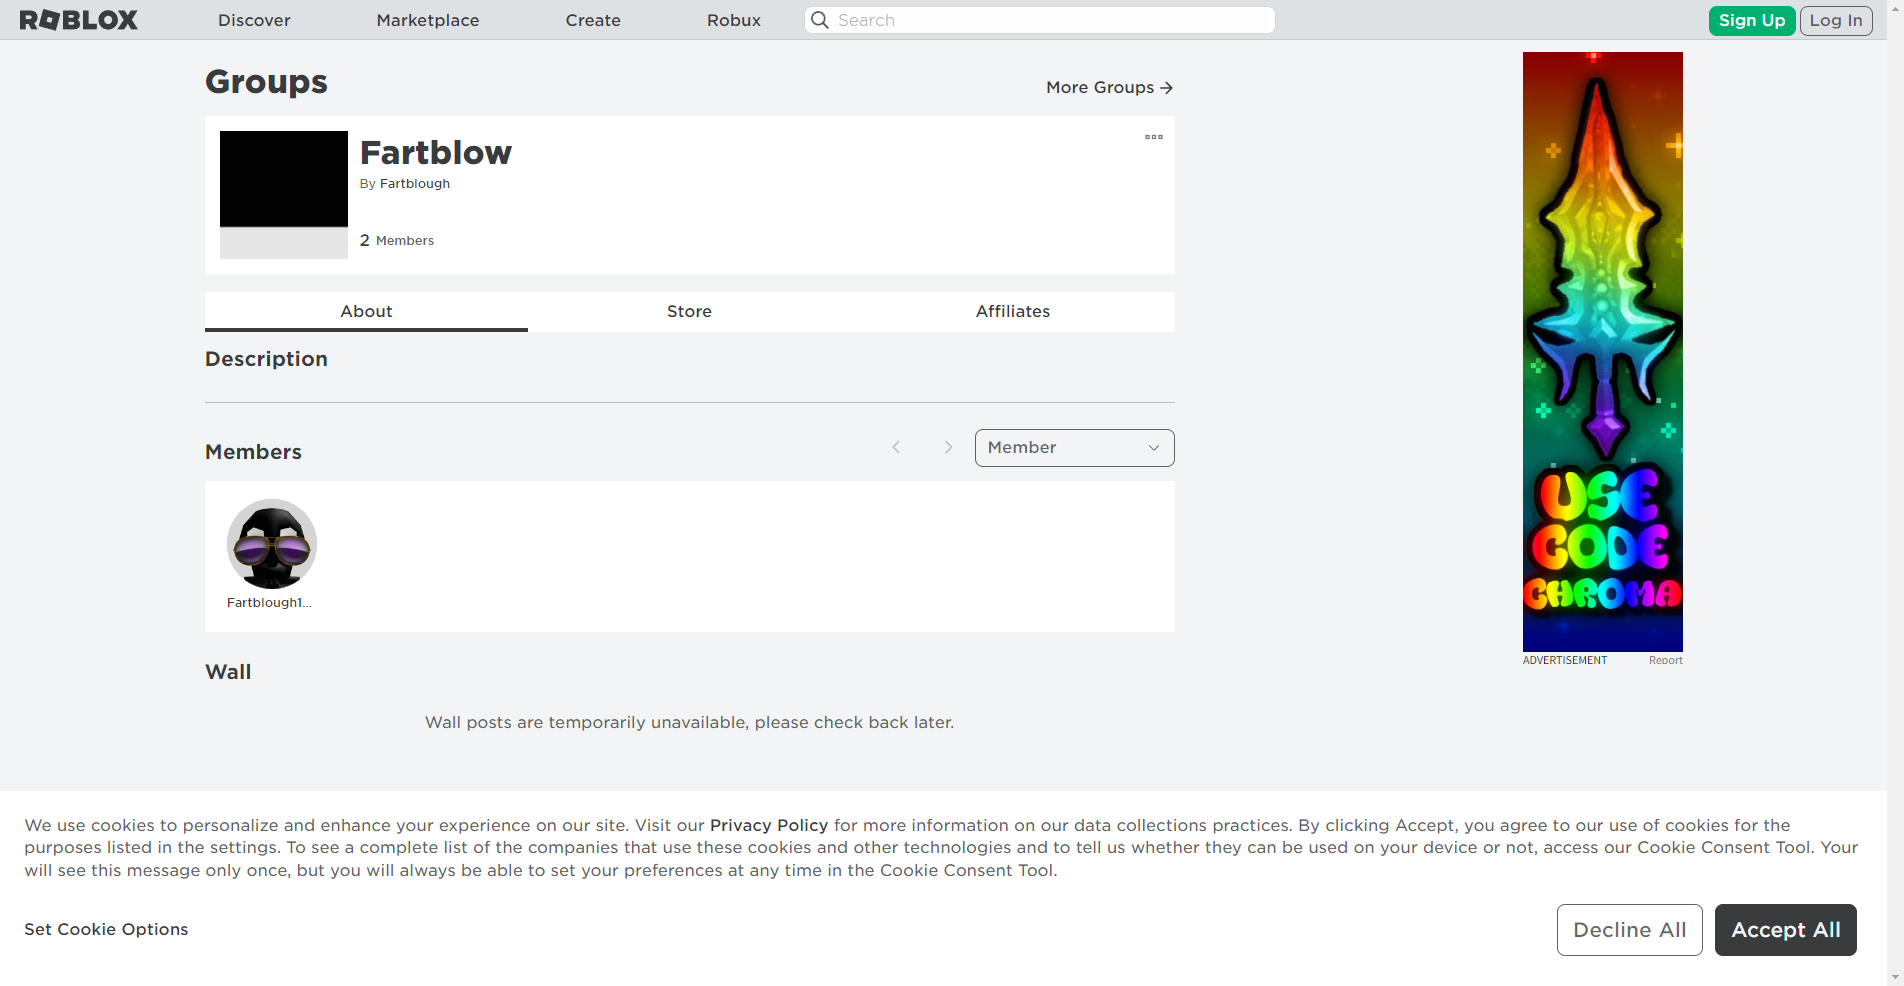 ROBLOX
Discover
Marketplace
Create
Robux
Search
Sign Up
Log In
Groups
More Groups
Fartblow
By Fartblough
2 Members
About
Store
Affiliates
Description
Members
Member
Fartblough1...
Wall
Wall posts are temporarily unavailable, please check back later.
USE
CODE
CHROMA
ADVERTISEMENT
Report
We use cookies to personalize and enhance your experience on our site. Visit our Privacy Policy for more information on our data collections practices. By clicking Accept, you agree to our use of cookies for the
purposes listed in the settings. To see a complete list of the companies that use these cookies and other technologies and to tell us whether they can be used on your device or not, access our Cookie Consent Tool. Your
will see this message only once, but you will always be able to set your preferences at any time in the Cookie Consent Tool.
Set Cookie Options
Decline All
Accept All